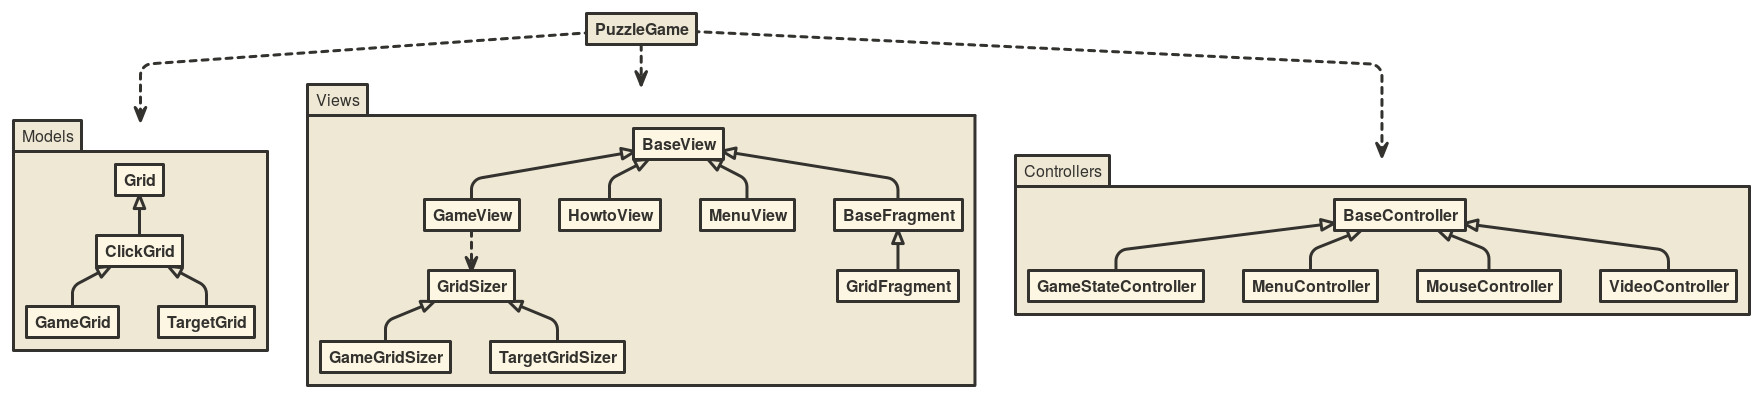 PuzzleGame
Models
Grid
ClickGrid
GameGrid
TargetGrid
Views
BaseView
GameView
HowtoView
MenuView
BaseFragment
GridSizer
GridFragment
GameGridSizer
TargetGridSizer
Controllers
BaseController
GameStateController
MenuController
MouseController
VideoController